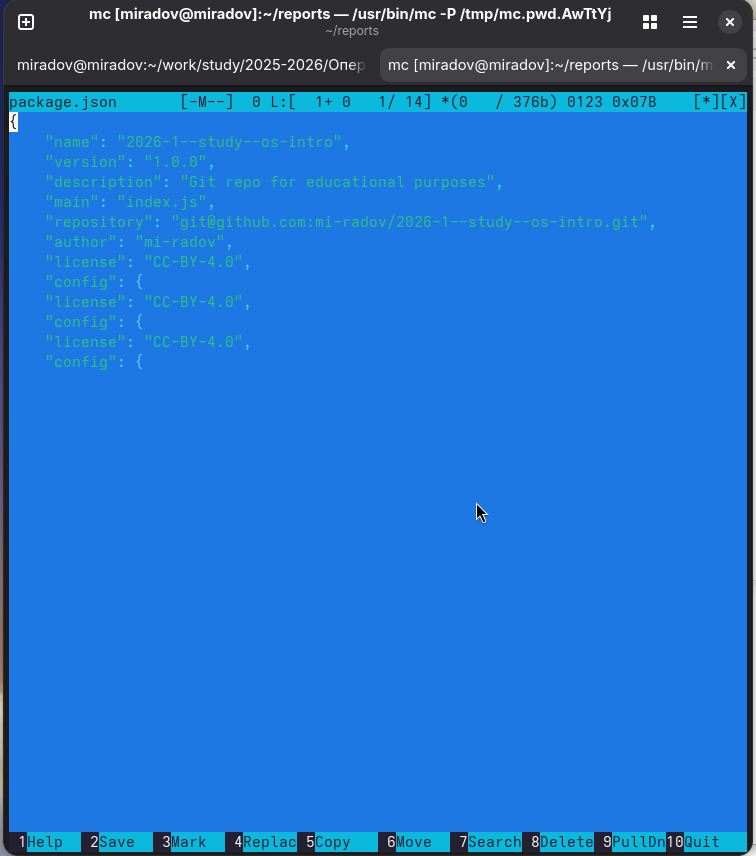 mc [miradov@miradov]:~/reports — /usr/bin/mc -P /tmp/mc.pwd.AwTtYj
~/reports
miradov@miradov:~/work/study/2025-2026/Опер
mc [miradov@miradov]:~/reports — /usr/bin/m
package.json [-M--] 0 L:[ 1+ 0 1/ 14] *(0 / 376b) 0123 0x07B [*][X]
{
"name": "2026-1--study--os-intro",
"version": "1.0.0",
"description": "Git repo for educational purposes",
"main": "index.js",
"repository": "git@github.com:mi-radov/2026-1--study--os-intro.git",
"author": "mi-radov",
"license": "CC-BY-4.0",
"config": {
"license": "CC-BY-4.0",
"config": {
"license": "CC-BY-4.0",
"config": {
1Help 2Save 3Mark 4Replac 5Copy 6Move 7Search 8Delete 9PullDn 10Quit